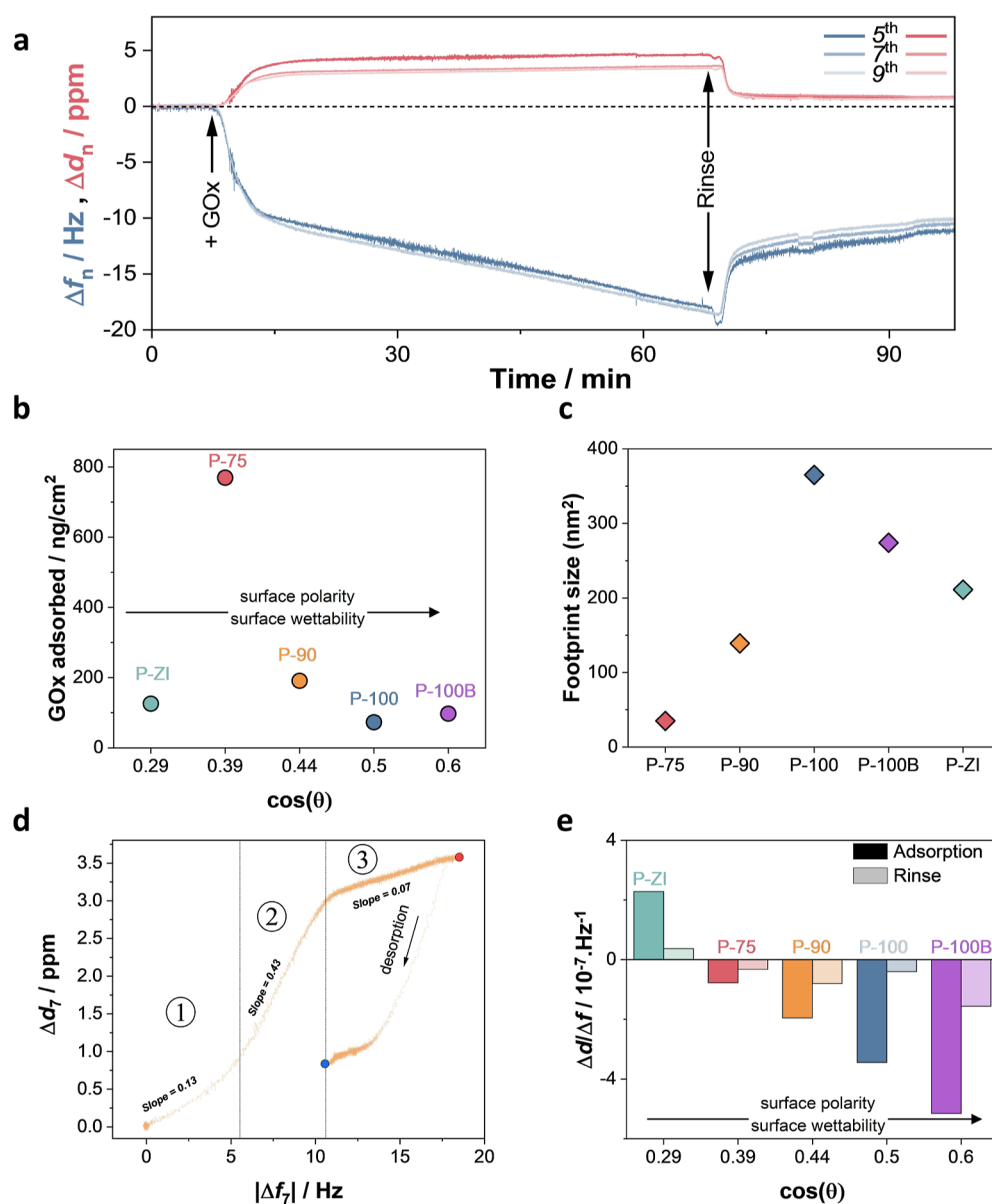 a
Δf_n / Hz , Δd_n / ppm
5
0
-5
-10
-15
-20
5th
7th
9th
+ GOx
Rinse
0
30
60
90
Time / min
b
GOx adsorbed / ng/cm²
800
600
400
200
0
P-75
surface polarity
surface wettability
P-ZI
P-90
P-100
P-100B
0.29
0.39
0.44
0.5
0.6
cos(θ)
c
Footprint size (nm²)
400
300
200
100
0
P-75
P-90
P-100
P-100B
P-ZI
d
Δd₇ / ppm
3.5
3.0
2.5
2.0
1.5
1.0
0.5
0.0
①
Slope = 0.13
②
Slope = 0.43
③
Slope = 0.07
desorption
0
5
10
15
20
|Δf₇| / Hz
e
Δd/Δf / 10⁻⁷.Hz⁻¹
4
0
-4
Adsorption
Rinse
P-ZI
P-75
P-90
P-100
P-100B
surface polarity
surface wettability
0.29
0.39
0.44
0.5
0.6
cos(θ)